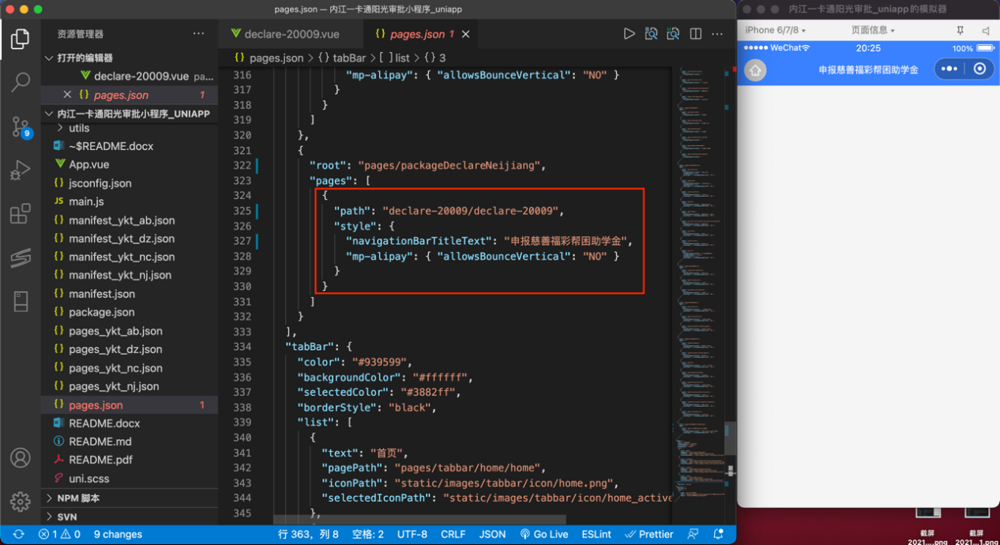 pages.json — 内江一卡通阳光审批小程序_uniapp
资源管理器
打开的编辑器
declare-20009.vue pa...
pages.json 1
内江一卡通阳光审批小程序_UNIAPP
utils
~$README.docx
App.vue
jsconfig.json
JS main.js
manifest_ykt_ab.json
manifest_ykt_dz.json
manifest_ykt_nc.json
manifest_ykt_nj.json
manifest.json
package.json
pages_ykt_ab.json
pages_ykt_dz.json
pages_ykt_nc.json
pages_ykt_nj.json
pages.json 1
README.docx
README.md
README.pdf
uni.scss
NPM 脚本
SVN
9
declare-20009.vue
{} pages.json 1
{} pages.json > {} tabBar > [ ] list > {} 3
316 "mp-alipay": { "allowsBounceVertical": "NO" }
317 }
318 }
319 ]
320 },
321 {
322 "root": "pages/packageDeclareNeijiang",
323 "pages": [
324 {
325 "path": "declare-20009/declare-20009",
326 "style": {
327 "navigationBarTitleText": "申报慈善福彩帮困助学金",
328 "mp-alipay": { "allowsBounceVertical": "NO" }
329 }
330 }
331 ]
332 }
333 ],
334 "tabBar": {
335 "color": "#939599",
336 "backgroundColor": "#ffffff",
337 "selectedColor": "#3882ff",
338 "borderStyle": "black",
339 "list": [
340 {
341 "text": "首页",
342 "pagePath": "pages/tabbar/home/home",
343 "iconPath": "static/images/tabbar/icon/home.png",
344 "selectedIconPath": "static/images/tabbar/icon/home_active
345 },
1 0 9 changes
行 363，列 8 空格: 2 UTF-8 CRLF JSON Go Live ESLint Prettier
内江一卡通阳光审批_uniapp的模拟器
iPhone 6/7/8 页面信息
WeChat 20:25 100%
申报慈善福彩帮困助学金
截屏 截屏
2021....png 2021...1.png